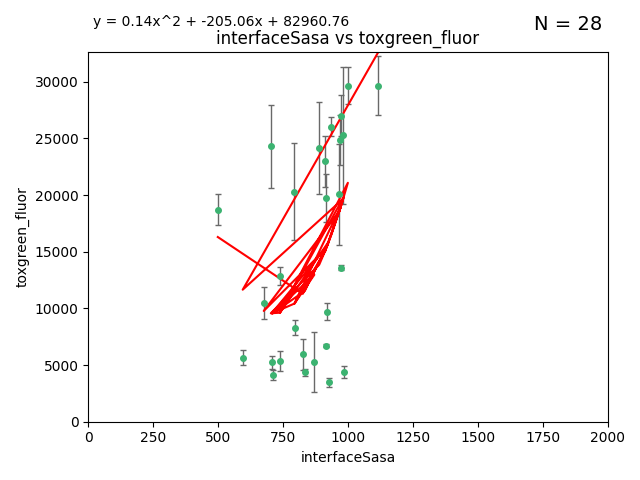 y = 0.14x^2 + -205.06x + 82960.76
N = 28
interfaceSasa vs toxgreen_fluor
toxgreen_fluor
30000
25000
20000
15000
10000
5000
0
0 250 500 750 1000 1250 1500 1750 2000
interfaceSasa